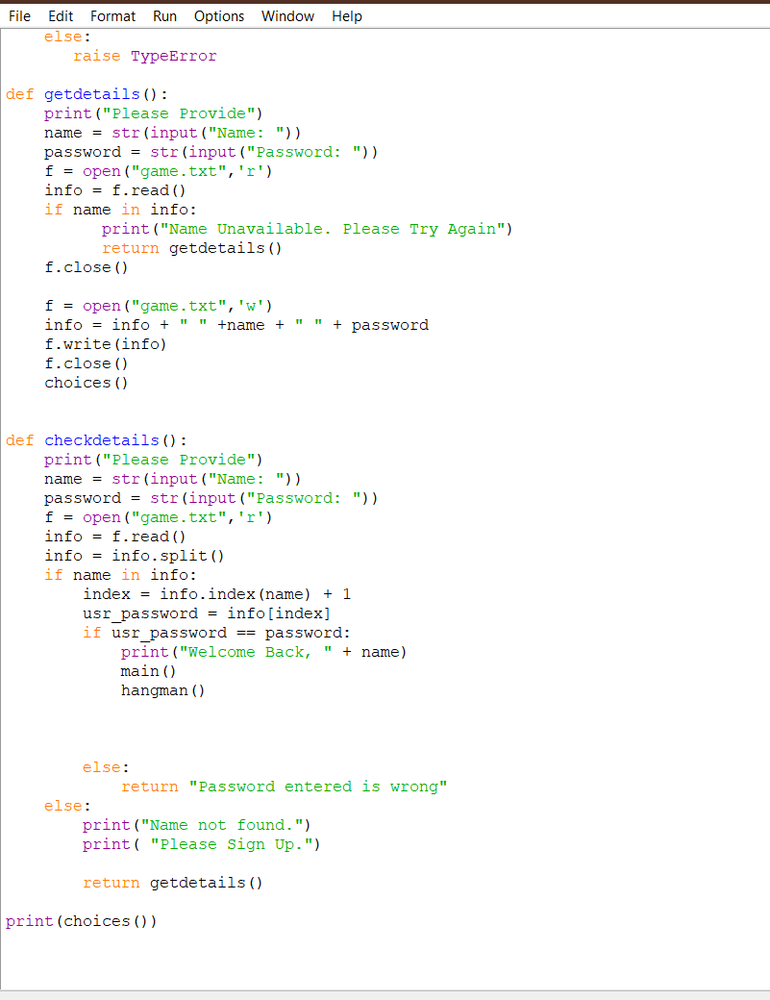 File Edit Format Run Options Window Help
    else:
       raise TypeError

def getdetails():
    print("Please Provide")
    name = str(input("Name: "))
    password = str(input("Password: "))
    f = open("game.txt",'r')
    info = f.read()
    if name in info:
          print("Name Unavailable. Please Try Again")
          return getdetails()
    f.close()

    f = open("game.txt",'w')
    info = info + " " +name + " " + password
    f.write(info)
    f.close()
    choices()


def checkdetails():
    print("Please Provide")
    name = str(input("Name: "))
    password = str(input("Password: "))
    f = open("game.txt",'r')
    info = f.read()
    info = info.split()
    if name in info:
        index = info.index(name) + 1
        usr_password = info[index]
        if usr_password == password:
            print("Welcome Back, " + name)
            main()
            hangman()



        else:
            return "Password entered is wrong"
    else:
        print("Name not found.")
        print( "Please Sign Up.")

        return getdetails()

print(choices())